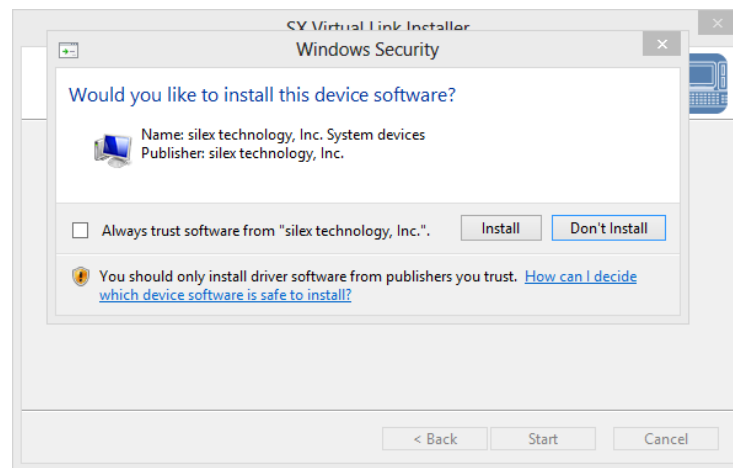 SX Virtual Link Installer
Windows Security
Would you like to install this device software?
Name: silex technology, Inc. System devices
Publisher: silex technology, Inc.
Always trust software from "silex technology, Inc.".
Install
Don't Install
You should only install driver software from publishers you trust. How can I decide
which device software is safe to install?
< Back
Start
Cancel